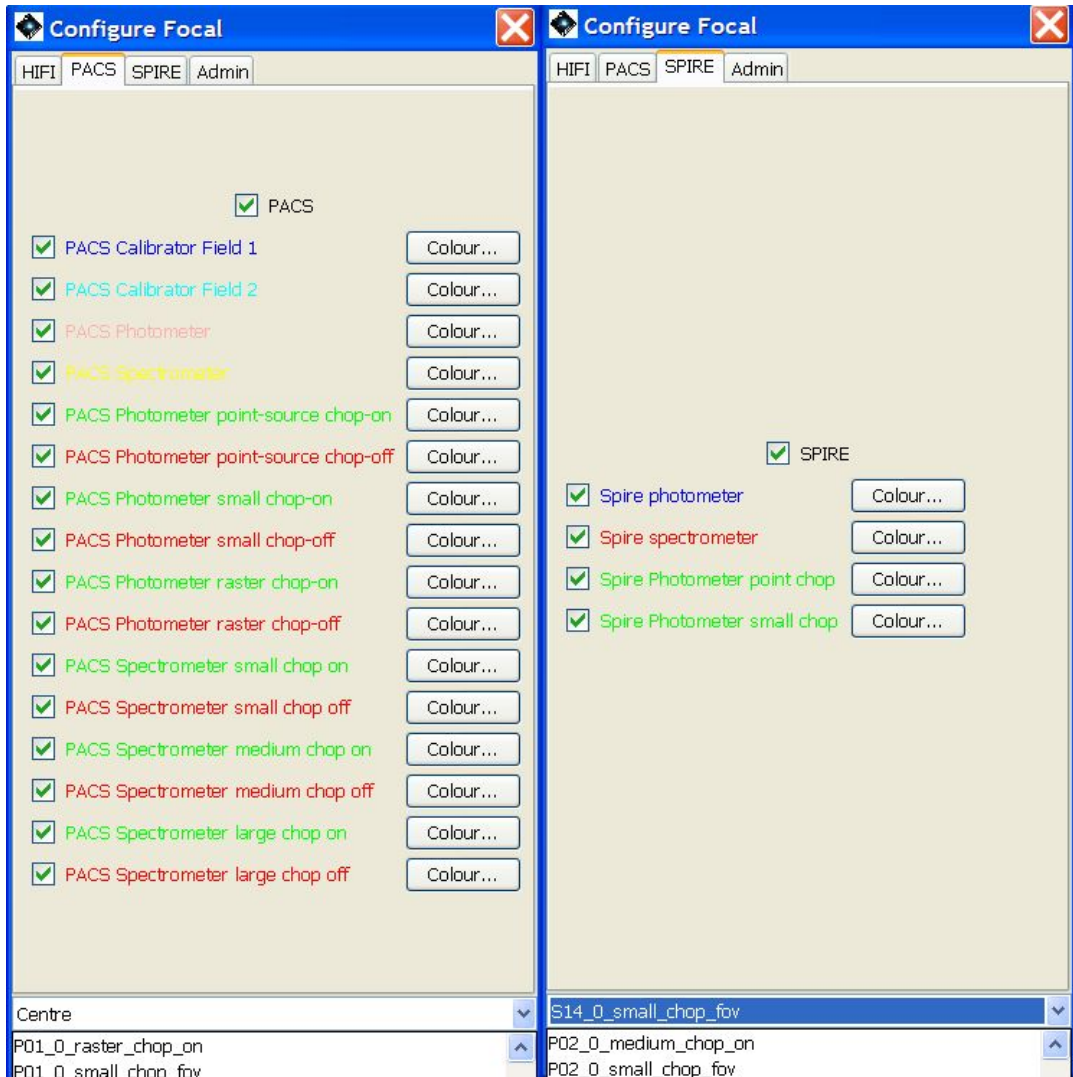 Configure Focal
HIFI PACS SPIRE Admin
PACS
PACS Calibrator Field 1 Colour...
PACS Calibrator Field 2 Colour...
PACS Photometer Colour...
PACS Spectrometer Colour...
PACS Photometer point-source chop-on Colour...
PACS Photometer point-source chop-off Colour...
PACS Photometer small chop-on Colour...
PACS Photometer small chop-off Colour...
PACS Photometer raster chop-on Colour...
PACS Photometer raster chop-off Colour...
PACS Spectrometer small chop on Colour...
PACS Spectrometer small chop off Colour...
PACS Spectrometer medium chop on Colour...
PACS Spectrometer medium chop off Colour...
PACS Spectrometer large chop on Colour...
PACS Spectrometer large chop off Colour...
Centre
P01_0_raster_chop_on
P01_0_small_chop_fov
Configure Focal
HIFI PACS SPIRE Admin
SPIRE
Spire photometer Colour...
Spire spectrometer Colour...
Spire Photometer point chop Colour...
Spire Photometer small chop Colour...
S14_0_small_chop_fov
P02_0_medium_chop_on
P02_0_small_chop_fov